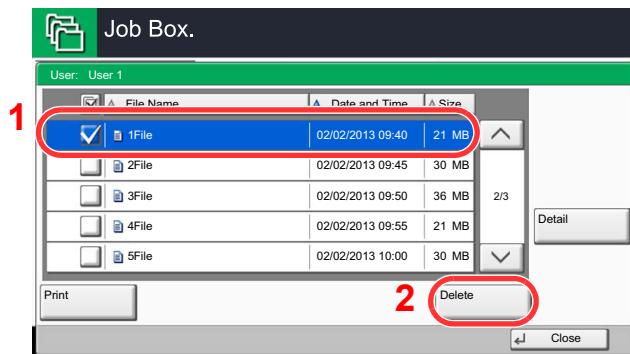 Job Box.
User: User 1
File Name Date and Time Size
1
1File 02/02/2013 09:40 21 MB
2File 02/02/2013 09:45 30 MB
3File 02/02/2013 09:50 36 MB 2/3
4File 02/02/2013 09:55 21 MB
Detail
5File 02/02/2013 10:00 30 MB
Print 2 Delete
Close